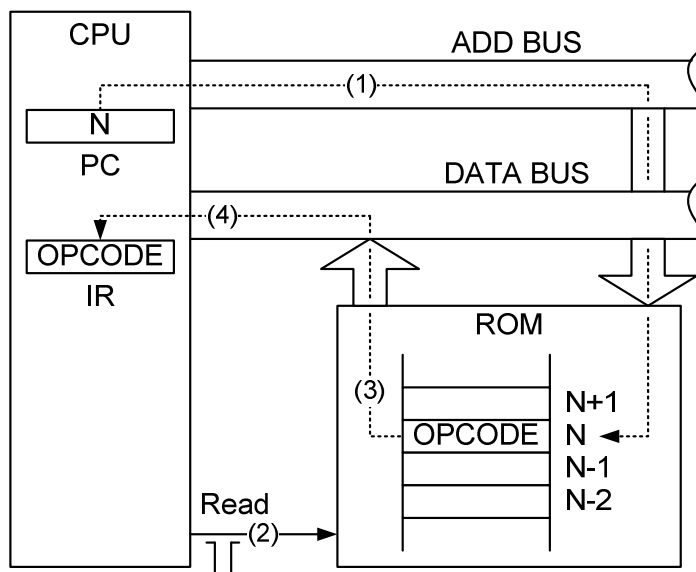 CPU
ADD BUS
(1)
N
PC
DATA BUS
(4)
OPCODE
IR
ROM
(3)
N+1
OPCODE N
N-1
N-2
Read
(2)